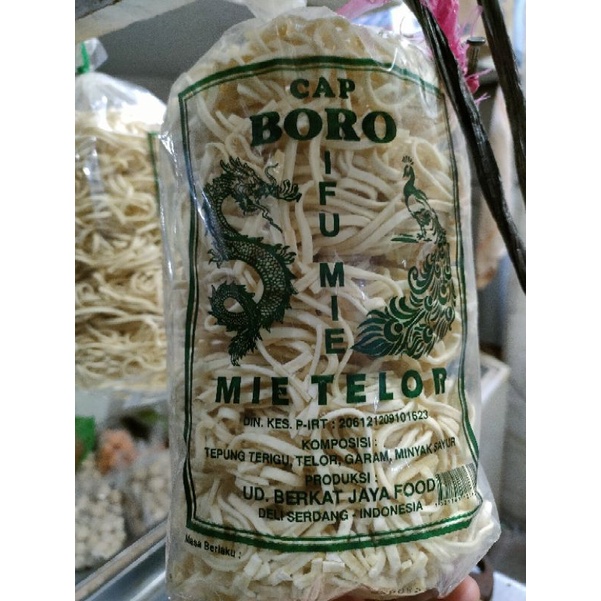 CAP
BORO
IFU MIE
MIE TELOR
DIN. KES. P-IRT : 206121209101623
KOMPOSISI :
TEPUNG TERIGU, TELOR, GARAM, MINYAK SAYUR
PRODUKSI :
UD. BERKAT JAYA FOOD
DELI SERDANG - INDONESIA
Masa Berlaku :